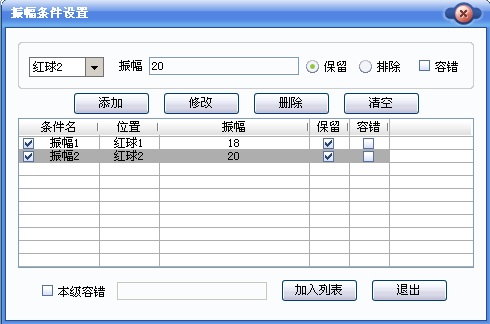 振幅条件设置
红球2 振幅 20 保留 排除 容错
添加 修改 删除 清空
条件名 位置 振幅 保留 容错
振幅1 红球1 18
振幅2 红球2 20
本级容错 加入列表 退出